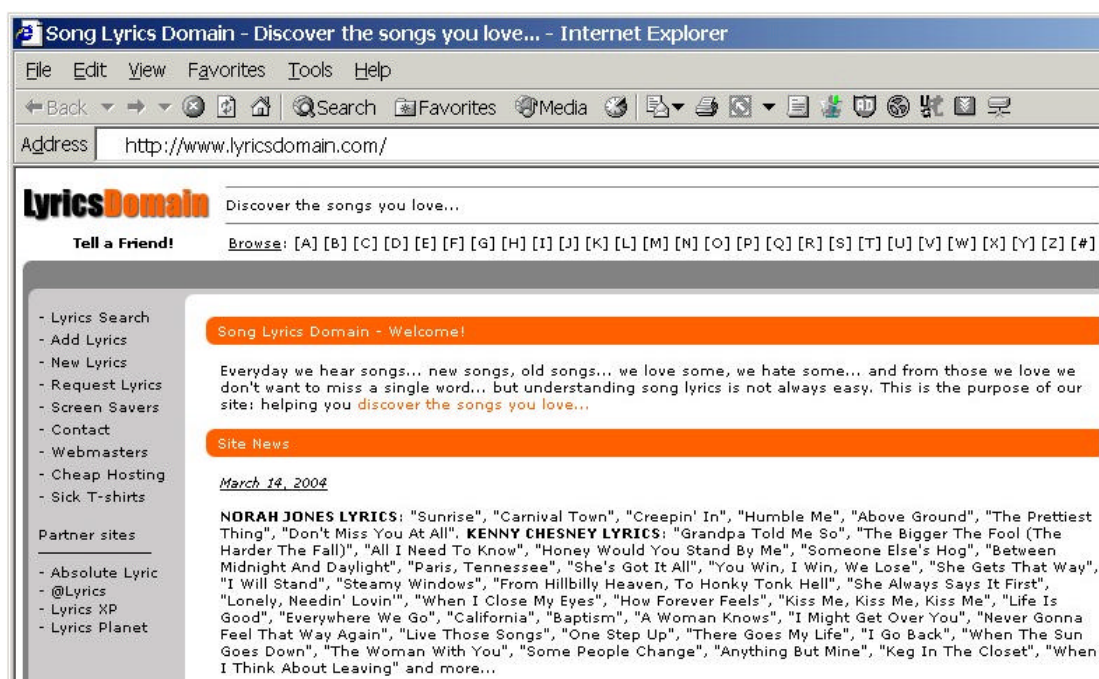 Song Lyrics Domain - Discover the songs you love... - Internet Explorer
File Edit View Favorites Tools Help
Back Search Favorites Media
Address http://www.lyricsdomain.com/
LyricsDomain
Discover the songs you love...
Tell a Friend!
Browse: [A] [B] [C] [D] [E] [F] [G] [H] [I] [J] [K] [L] [M] [N] [O] [P] [Q] [R] [S] [T] [U] [V] [W] [X] [Y] [Z] [#]
- Lyrics Search
- Add Lyrics
- New Lyrics
- Request Lyrics
- Screen Savers
- Contact
- Webmasters
- Cheap Hosting
- Sick T-shirts
Partner sites
- Absolute Lyric
- @Lyrics
- Lyrics XP
- Lyrics Planet
Song Lyrics Domain - Welcome!
Everyday we hear songs... new songs, old songs... we love some, we hate some... and from those we love we
don't want to miss a single word... but understanding song lyrics is not always easy. This is the purpose of our
site: helping you discover the songs you love...
Site News
March 14, 2004
NORAH JONES LYRICS: "Sunrise", "Carnival Town", "Creepin' In", "Humble Me", "Above Ground", "The Prettiest
Thing", "Don't Miss You At All". KENNY CHESNEY LYRICS: "Grandpa Told Me So", "The Bigger The Fool (The
Harder The Fall)", "All I Need To Know", "Honey Would You Stand By Me", "Someone Else's Hog", "Between
Midnight And Daylight", "Paris, Tennessee", "She's Got It All", "You Win, I Win, We Lose", "She Gets That Way",
"I Will Stand", "Steamy Windows", "From Hillbilly Heaven, To Honky Tonk Hell", "She Always Says It First",
"Lonely, Needin' Lovin'", "When I Close My Eyes", "How Forever Feels", "Kiss Me, Kiss Me, Kiss Me", "Life Is
Good", "Everywhere We Go", "California", "Baptism", "A Woman Knows", "I Might Get Over You", "Never Gonna
Feel That Way Again", "Live Those Songs", "One Step Up", "There Goes My Life", "I Go Back", "When The Sun
Goes Down", "The Woman With You", "Some People Change", "Anything But Mine", "Keg In The Closet", "When
I Think About Leaving" and more...